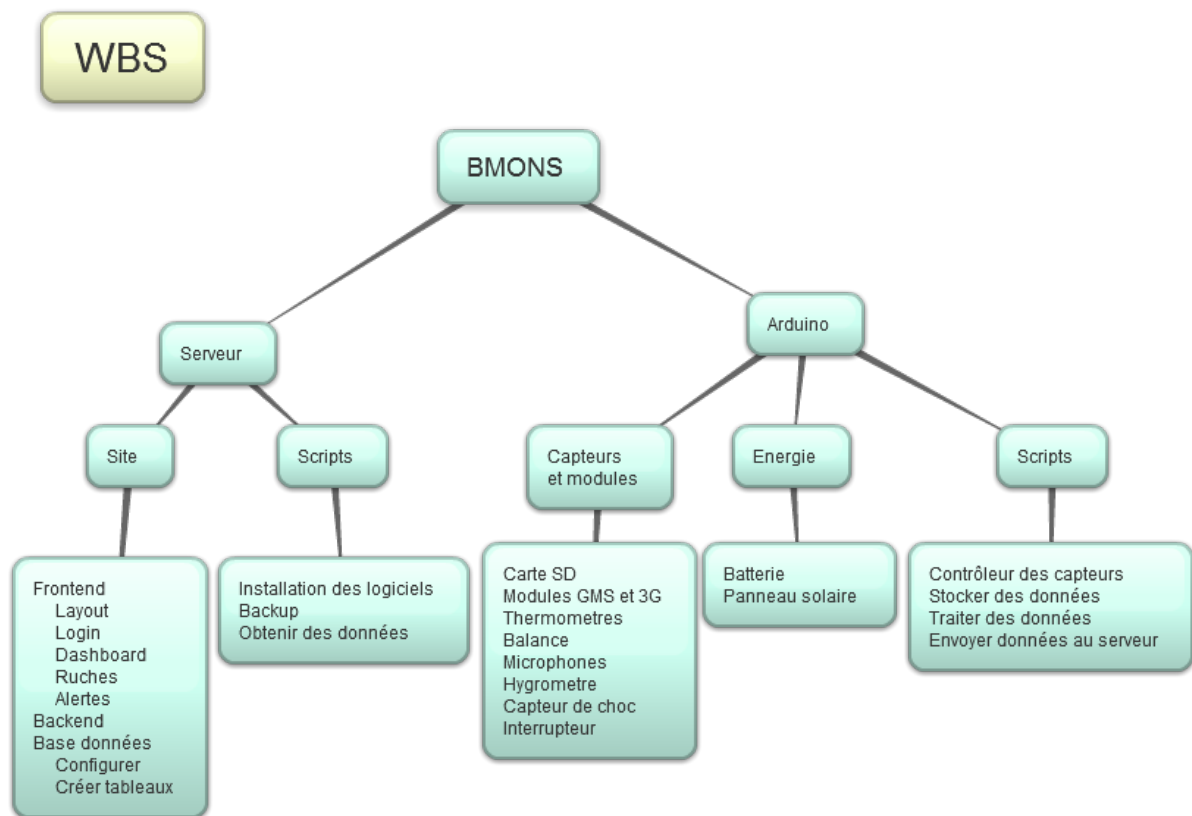 WBS
BMONS
Serveur
Arduino
Site
Scripts
Capteurs
et modules
Energie
Scripts
Frontend
Layout
Login
Dashboard
Ruches
Alertes
Backend
Base données
Configurer
Créer tableaux
Installation des logiciels
Backup
Obtenir des données
Carte SD
Modules GMS et 3G
Thermometres
Balance
Microphones
Hygrometre
Capteur de choc
Interrupteur
Batterie
Panneau solaire
Contrôleur des capteurs
Stocker des données
Traiter des données
Envoyer données au serveur